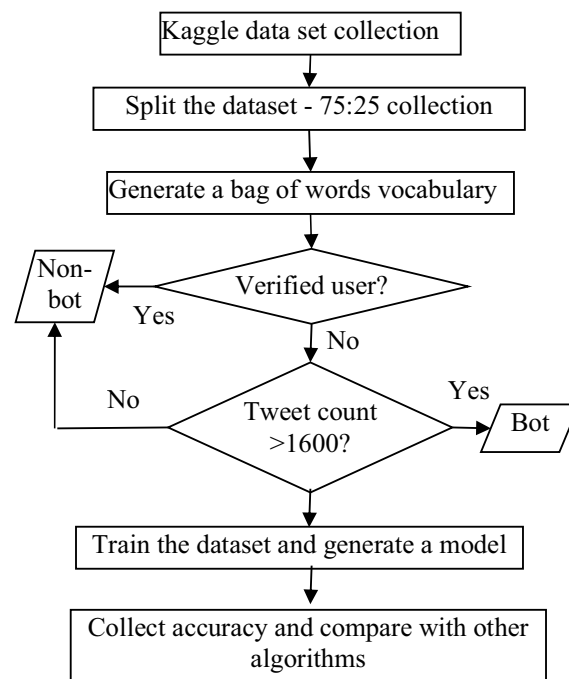 Kaggle data set collection
Split the dataset - 75:25 collection
Generate a bag of words vocabulary
Non-
bot
Verified user?
Yes
No
No
Tweet count
>1600?
Yes
Bot
Train the dataset and generate a model
Collect accuracy and compare with other
algorithms